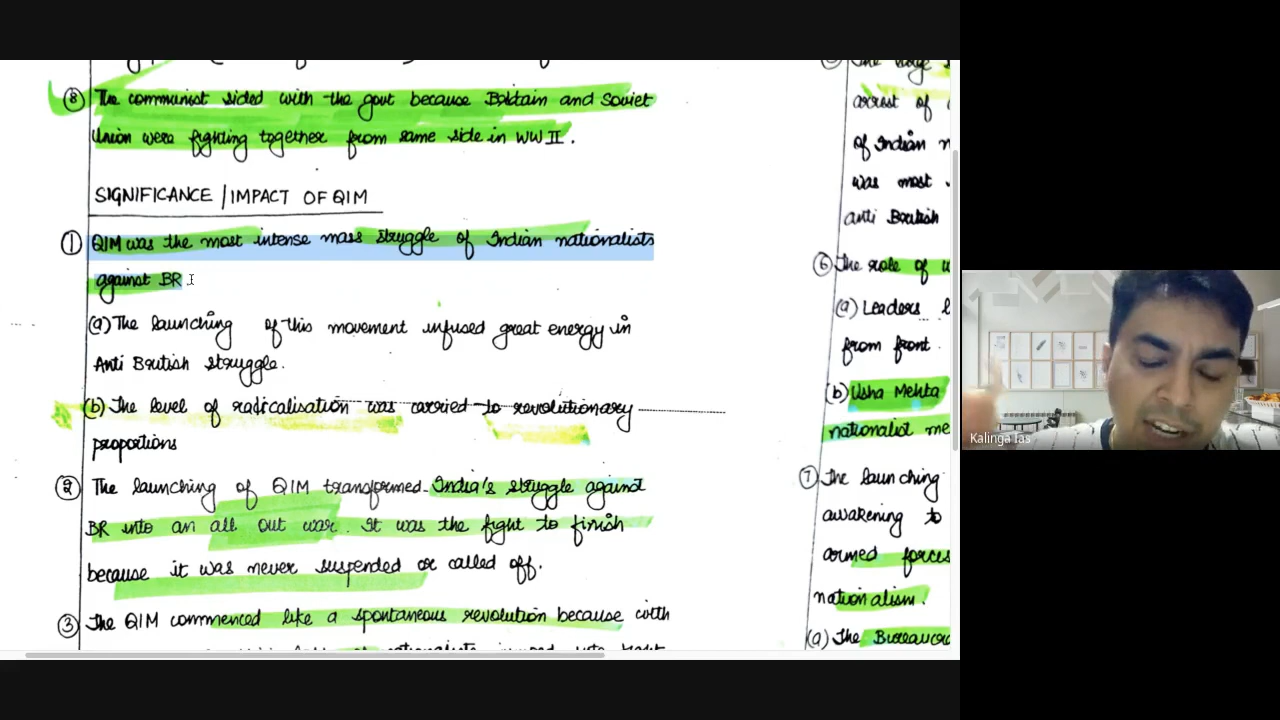 ⑧ The communist sided with the govt because Britain and Soviet
Union were fighting together from same side in WW II.
SIGNIFICANCE / IMPACT OF QIM
① QIM was the most intense mass struggle of Indian nationalists
against BR
(a) The launching of this movement infused great energy in
Anti British struggle.
(b) The level of radicalisation was carried to revolutionary
proportions
② The launching of QIM transformed India's struggle against
BR into an all out war. It was the fight to finish
because it was never suspended or called off.
③ The QIM commenced like a spontaneous revolution because with
arrest of
of Indian
was most
anti British
⑥ The role of
(a) Leaders
from front.
(b) Usha Mehta
nationalist me
⑦ The launching
awakening to
armed forces
nationalism.
(a) The Bureaucra
Kalinga Ias